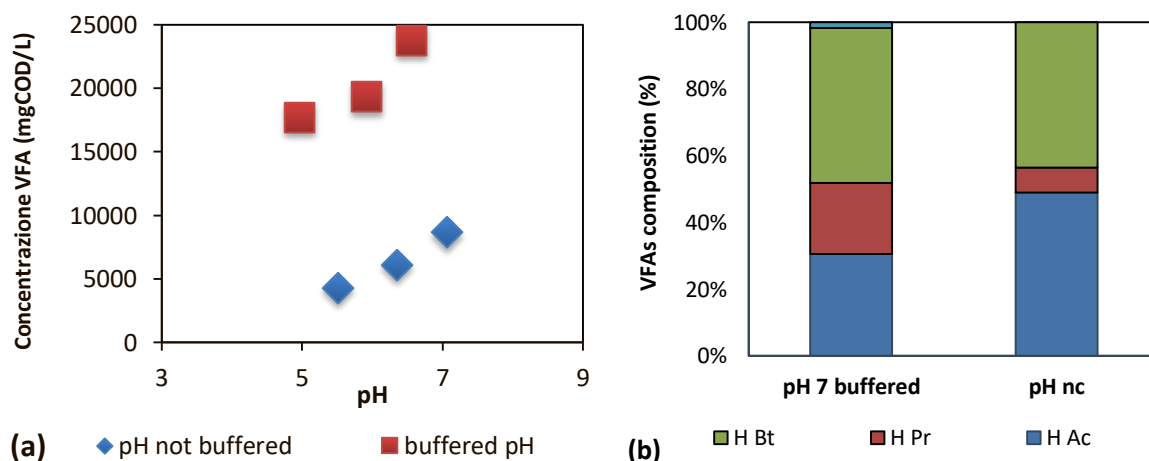 Concentrazione VFA (mgCOD/L)
25000
20000
15000
10000
5000
0
3
5
7
9
pH
pH not buffered
buffered pH
(a)
VFAs composition (%)
100%
80%
60%
40%
20%
0%
pH 7 buffered
pH nc
H Bt
H Pr
H Ac
(b)